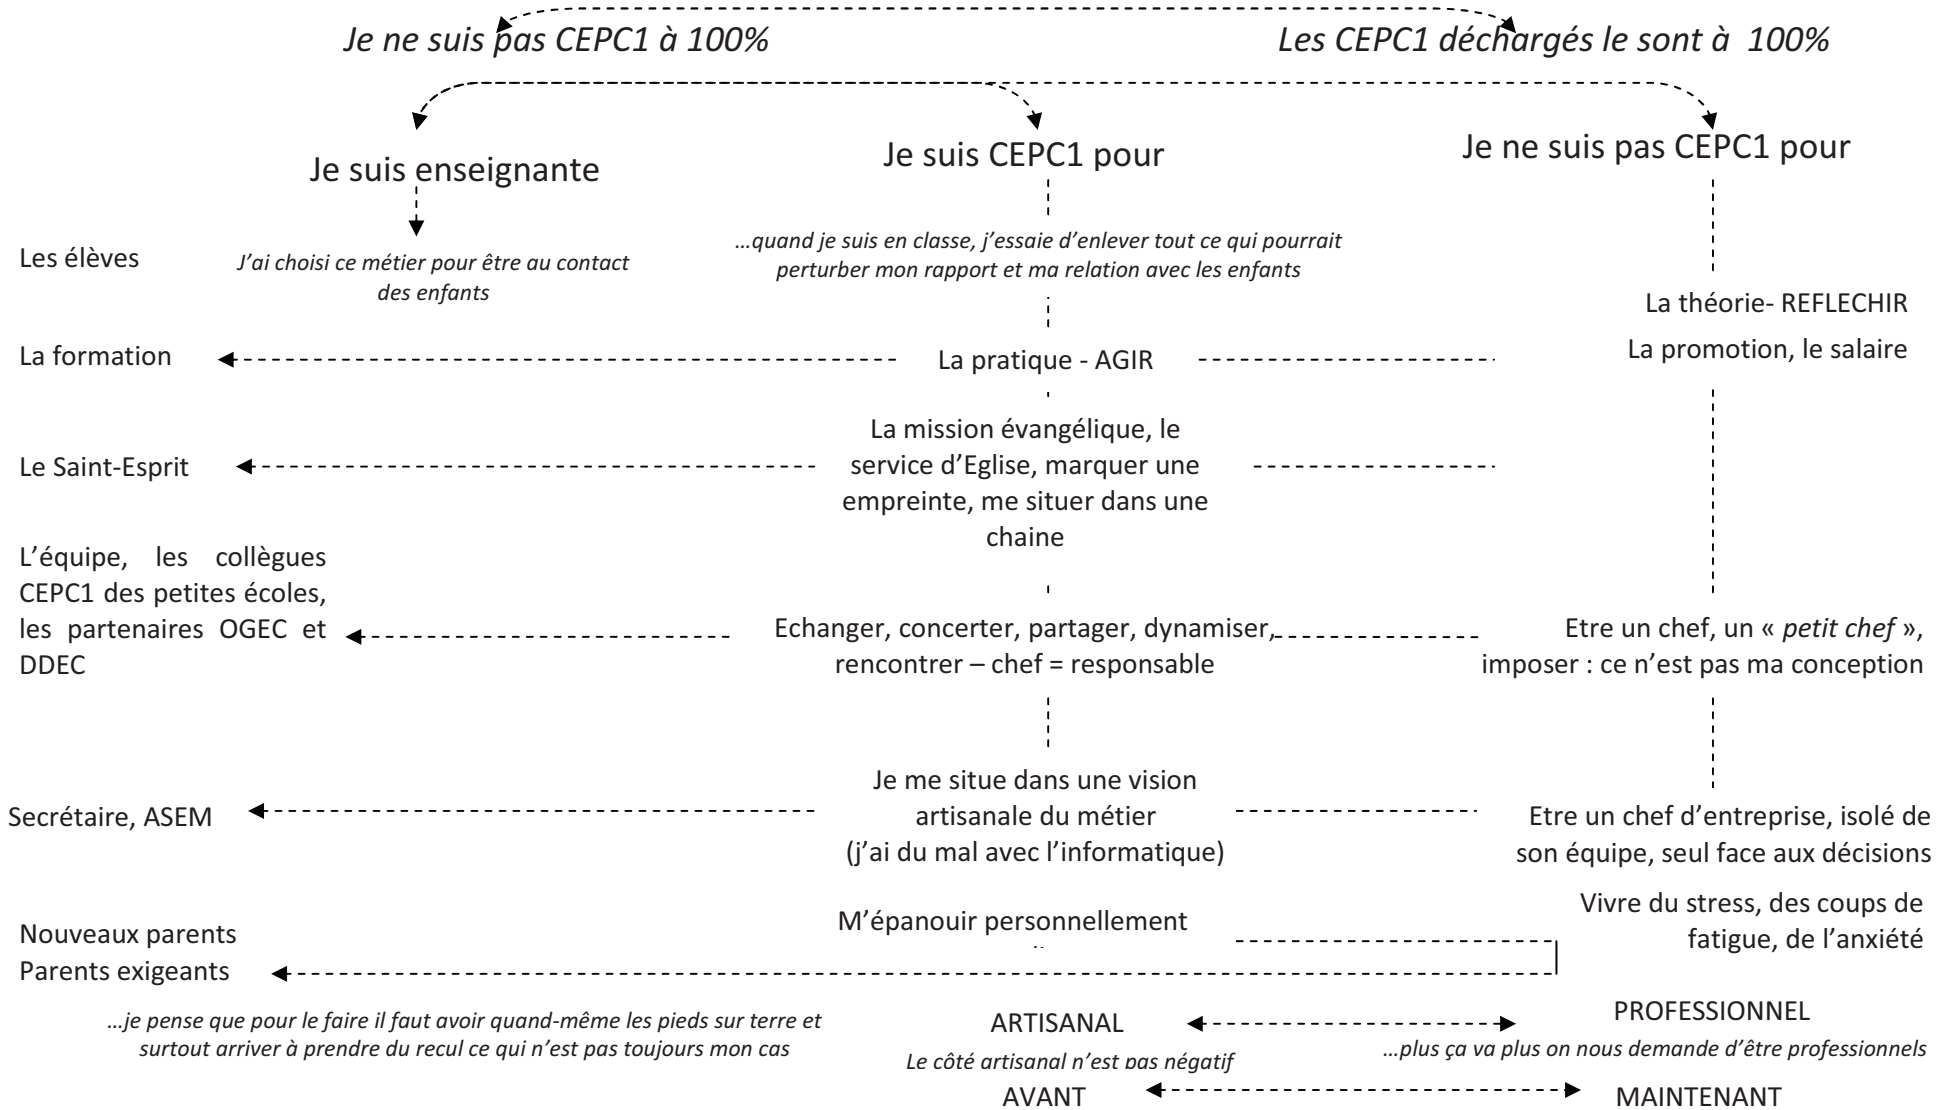 Je ne suis pas CEPC1 à 100%
Les CEPC1 déchargés le sont à 100%
Je suis enseignante
Je suis CEPC1 pour
Je ne suis pas CEPC1 pour
Les élèves
J’ai choisi ce métier pour être au contact
des enfants
…quand je suis en classe, j’essaie d’enlever tout ce qui pourrait
perturber mon rapport et ma relation avec les enfants
La théorie- REFLECHIR
La formation
La pratique - AGIR
La promotion, le salaire
Le Saint-Esprit
La mission évangélique, le
service d’Eglise, marquer une
empreinte, me situer dans une
chaine
L’équipe, les collègues
CEPC1 des petites écoles,
les partenaires OGEC et
DDEC
Echanger, concerter, partager, dynamiser,
rencontrer – chef = responsable
Etre un chef, un « petit chef »,
imposer : ce n’est pas ma conception
Secrétaire, ASEM
Je me situe dans une vision
artisanale du métier
(j’ai du mal avec l’informatique)
Etre un chef d’entreprise, isolé de
son équipe, seul face aux décisions
Nouveaux parents
Parents exigeants
M’épanouir personnellement
Vivre du stress, des coups de
fatigue, de l’anxiété
…je pense que pour le faire il faut avoir quand-même les pieds sur terre et
surtout arriver à prendre du recul ce qui n’est pas toujours mon cas
ARTISANAL
PROFESSIONNEL
Le côté artisanal n’est pas négatif
…plus ça va plus on nous demande d’être professionnels
AVANT
MAINTENANT